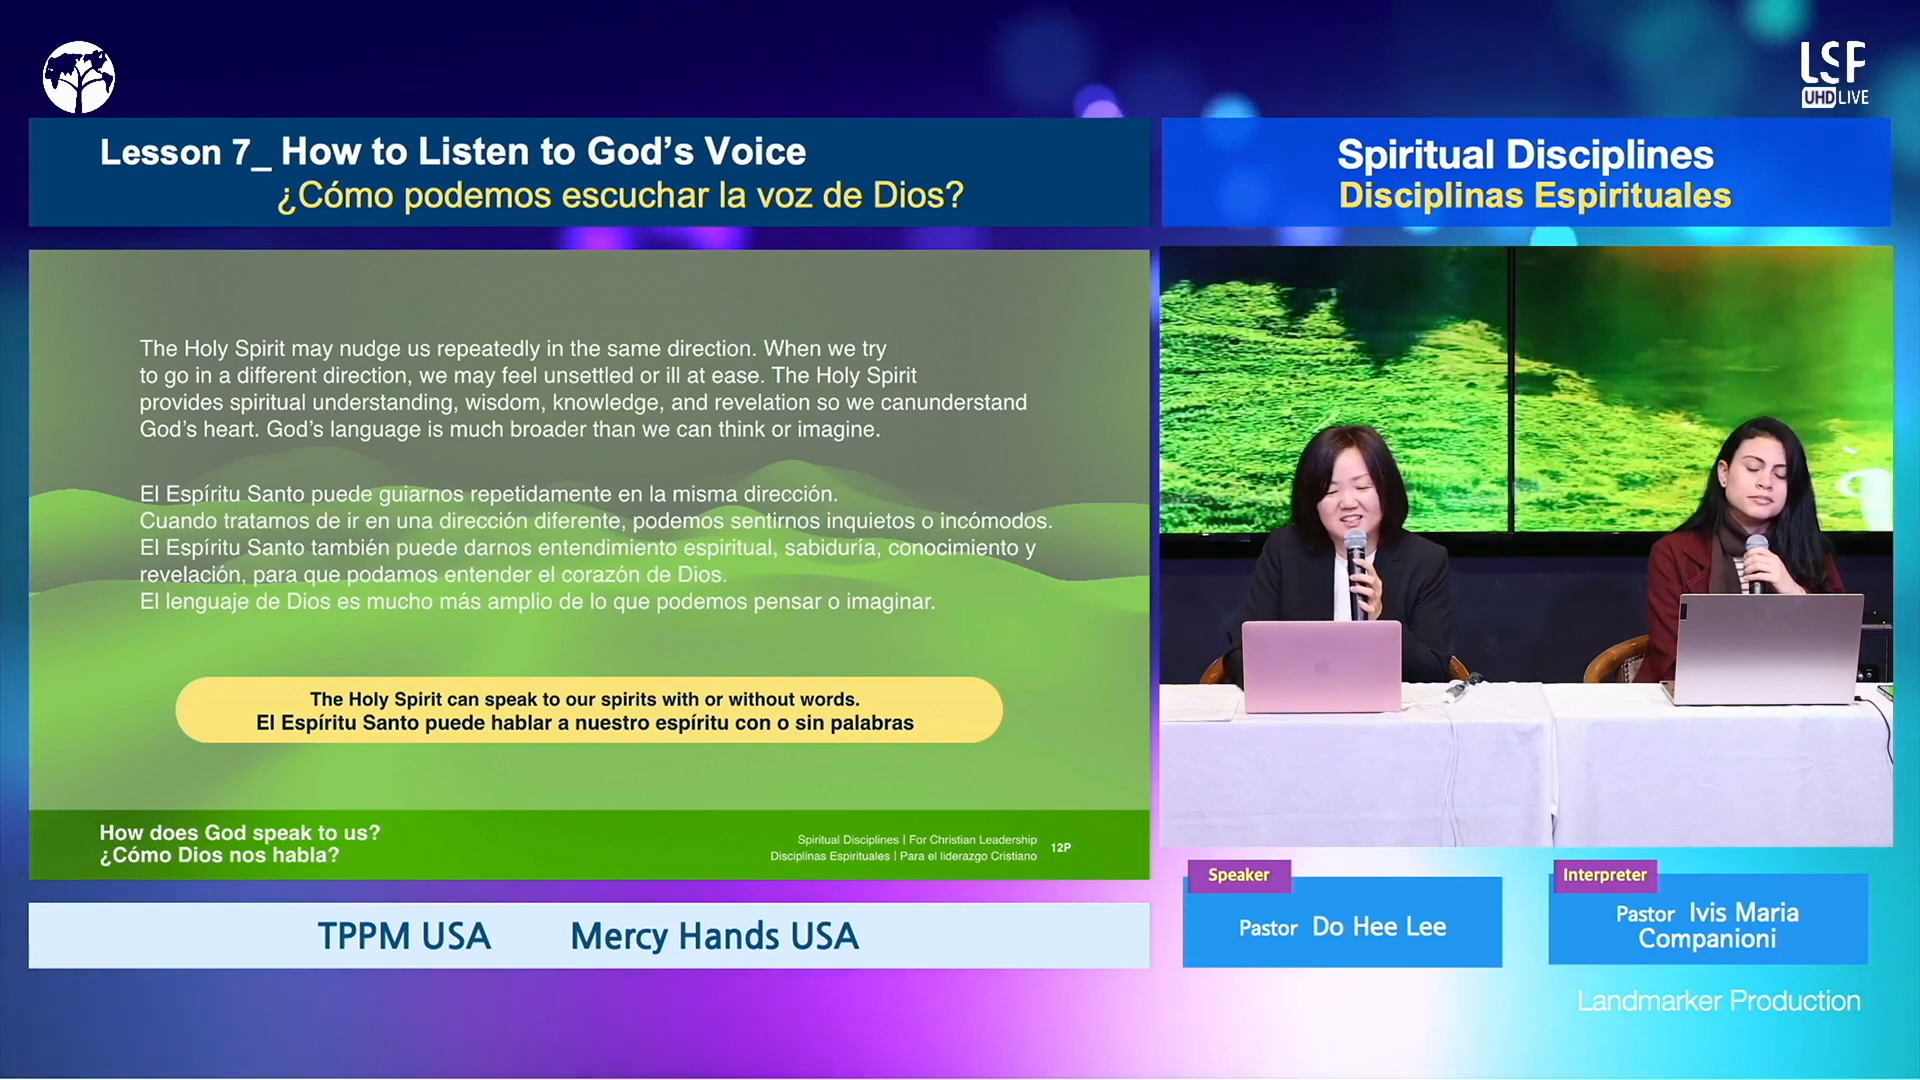 LSF
UHD LIVE
Lesson 7_ How to Listen to God's Voice
¿Cómo podemos escuchar la voz de Dios?
Spiritual Disciplines
Disciplinas Espirituales
The Holy Spirit may nudge us repeatedly in the same direction. When we try
to go in a different direction, we may feel unsettled or ill at ease. The Holy Spirit
provides spiritual understanding, wisdom, knowledge, and revelation so we canunderstand
God's heart. God's language is much broader than we can think or imagine.
El Espíritu Santo puede guiarnos repetidamente en la misma dirección.
Cuando tratamos de ir en una dirección diferente, podemos sentirnos inquietos o incómodos.
El Espíritu Santo también puede darnos entendimiento espiritual, sabiduría, conocimiento y
revelación, para que podamos entender el corazón de Dios.
El lenguaje de Dios es mucho más amplio de lo que podemos pensar o imaginar.
The Holy Spirit can speak to our spirits with or without words.
El Espíritu Santo puede hablar a nuestro espíritu con o sin palabras
How does God speak to us?
¿Cómo Dios nos habla?
Spiritual Disciplines | For Christian Leadership
Disciplinas Espirituales | Para el liderazgo Cristiano
12P
TPPM USA Mercy Hands USA
Speaker
Pastor Do Hee Lee
Interpreter
Pastor Ivis Maria
Companioni
Landmarker Production